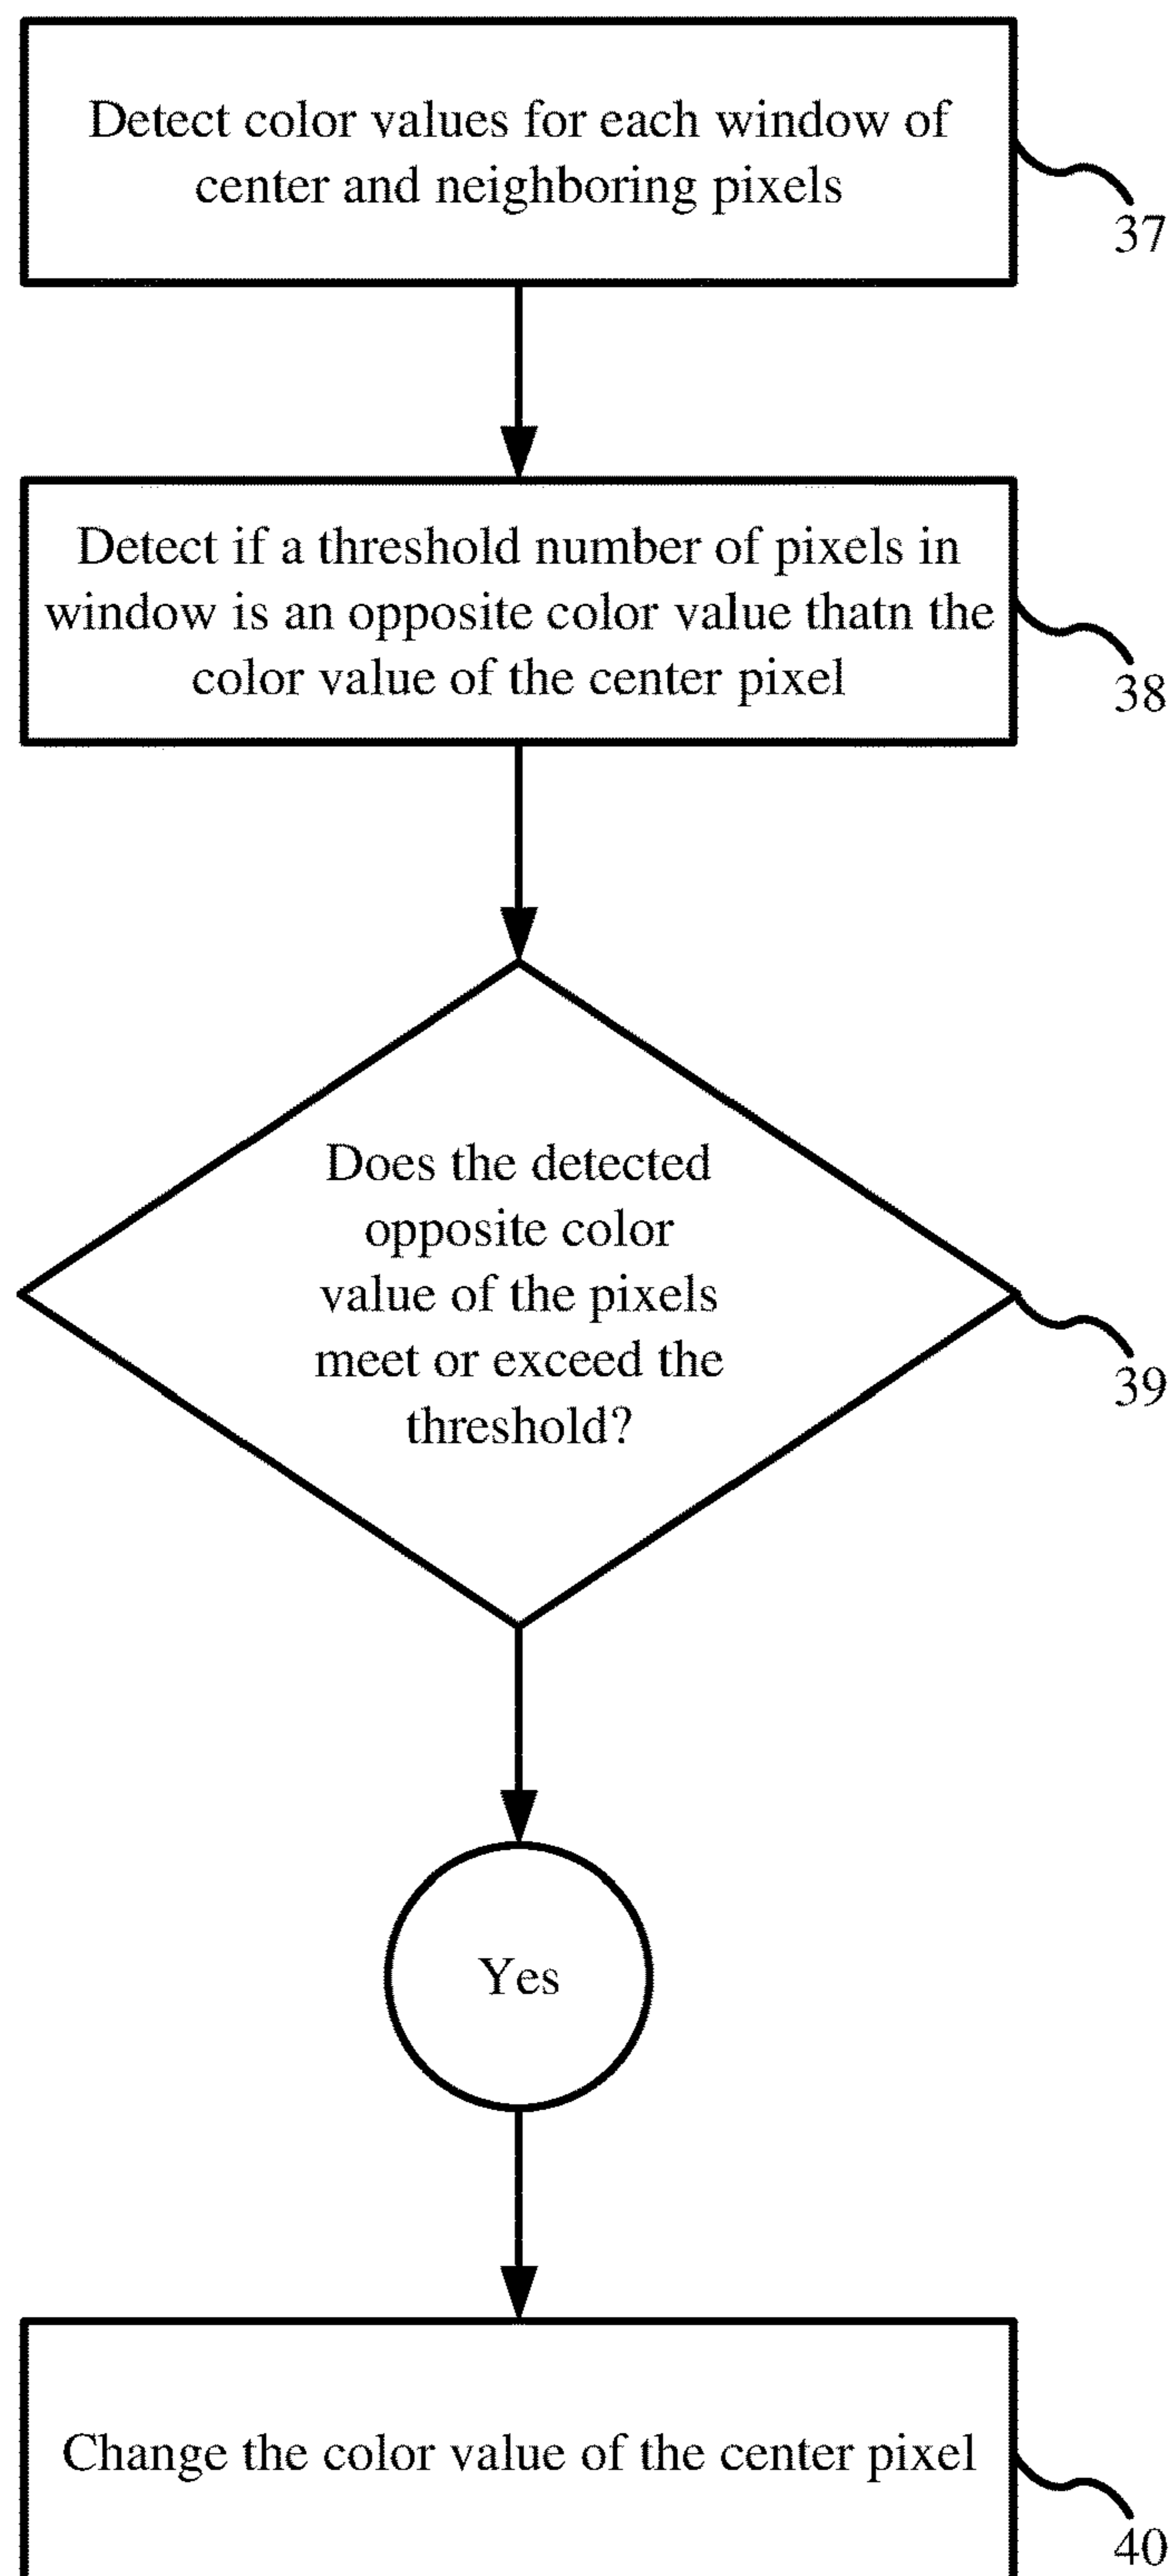 Detect color values for each window of
center and neighboring pixels
37
Detect if a threshold number of pixels in
window is an opposite color value thatn the
color value of the center pixel
38
Does the detected
opposite color
value of the pixels
meet or exceed the
threshold?
39
Yes
Change the color value of the center pixel
40